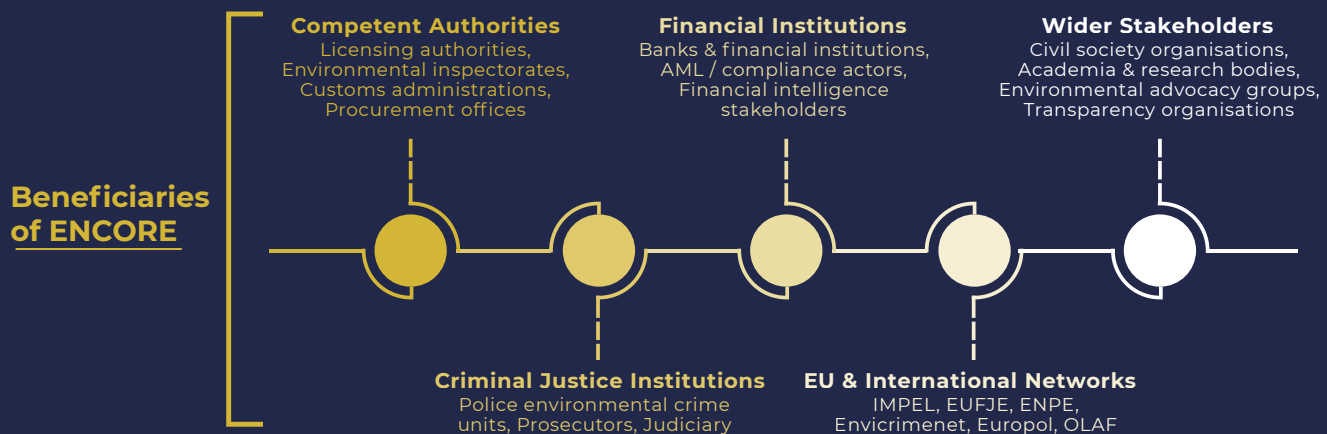 Beneficiaries
of ENCORE
Competent Authorities
Licensing authorities,
Environmental inspectorates,
Customs administrations,
Procurement offices
Criminal Justice Institutions
Police environmental crime
units, Prosecutors, Judiciary
Financial Institutions
Banks & financial institutions,
AML / compliance actors,
Financial intelligence
stakeholders
EU & International Networks
IMPEL, EUFJE, ENPE,
Envicrimenet, Europol, OLAF
Wider Stakeholders
Civil society organisations,
Academia & research bodies,
Environmental advocacy groups,
Transparency organisations